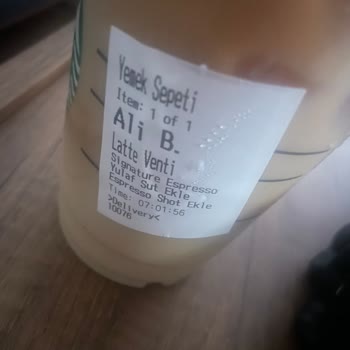 Yemek Sepeti
Item: 1 of 1
Ali B.
Latte Venti
Signature Espresso
Yulaf Sut Ekle
Espresso Shot Ekle
Time: 07:01:56
>Delivery<
10076